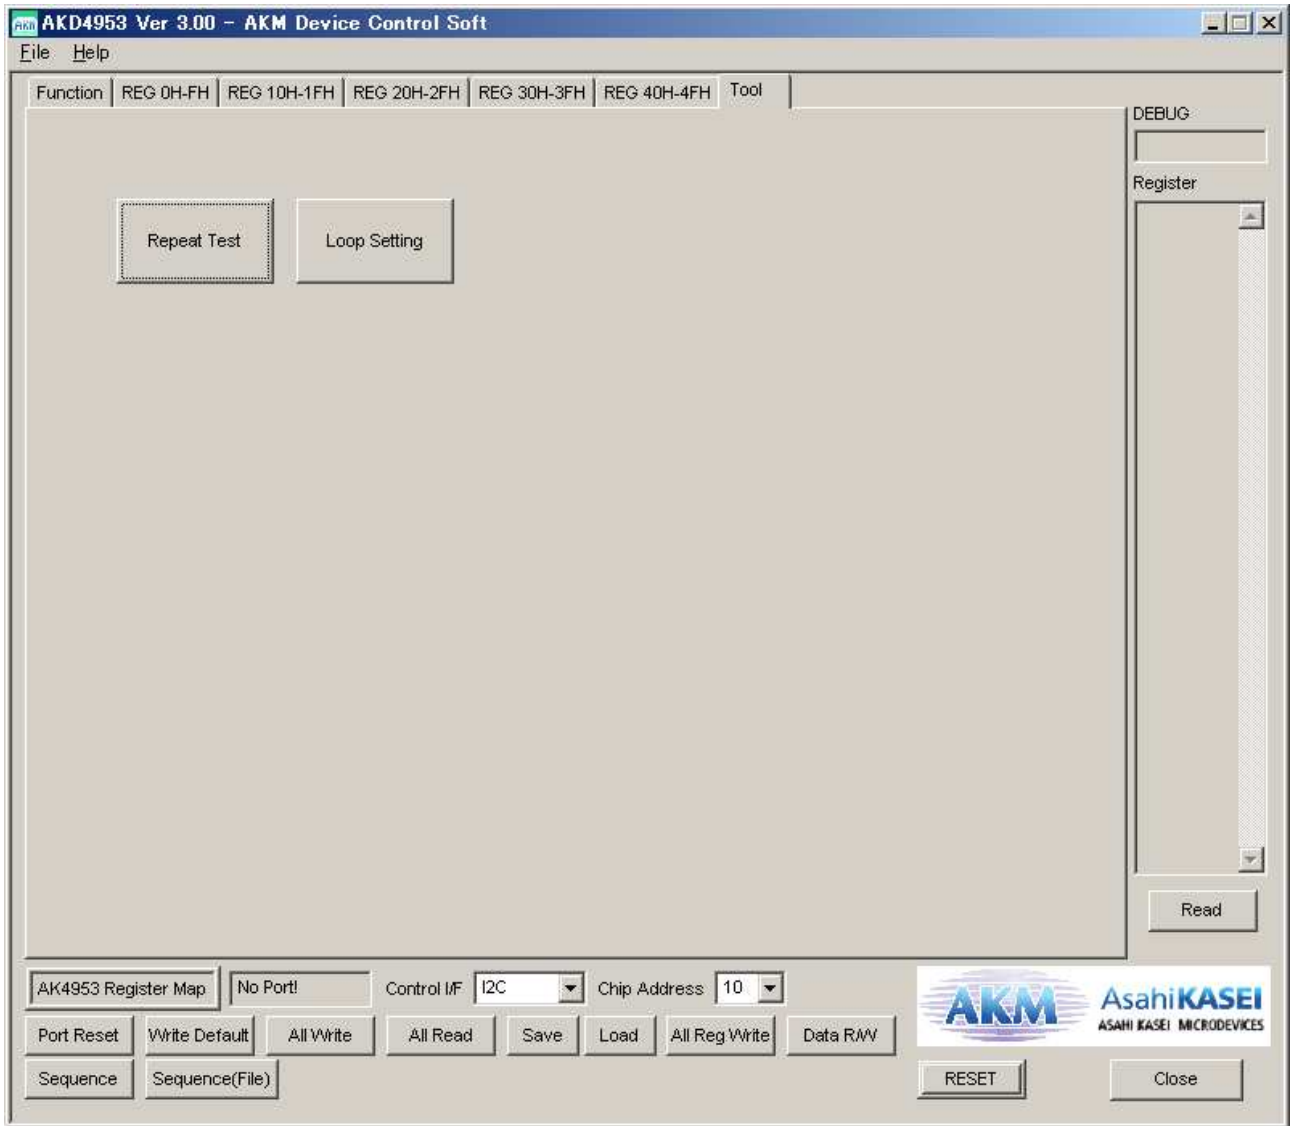 AKM AKD4953 Ver 3.00 - AKM Device Control Soft
File Help
Function REG 0H-FH REG 10H-1FH REG 20H-2FH REG 30H-3FH REG 40H-4FH Tool
DEBUG
Register
Repeat Test Loop Setting
Read
AK4953 Register Map No Port! Control I/F I2C Chip Address 10
AKM AsahiKASEI
ASAHI KASEI MICRODEVICES
Port Reset Write Default All Write All Read Save Load All Reg Write Data R/W
Sequence Sequence(File) RESET Close